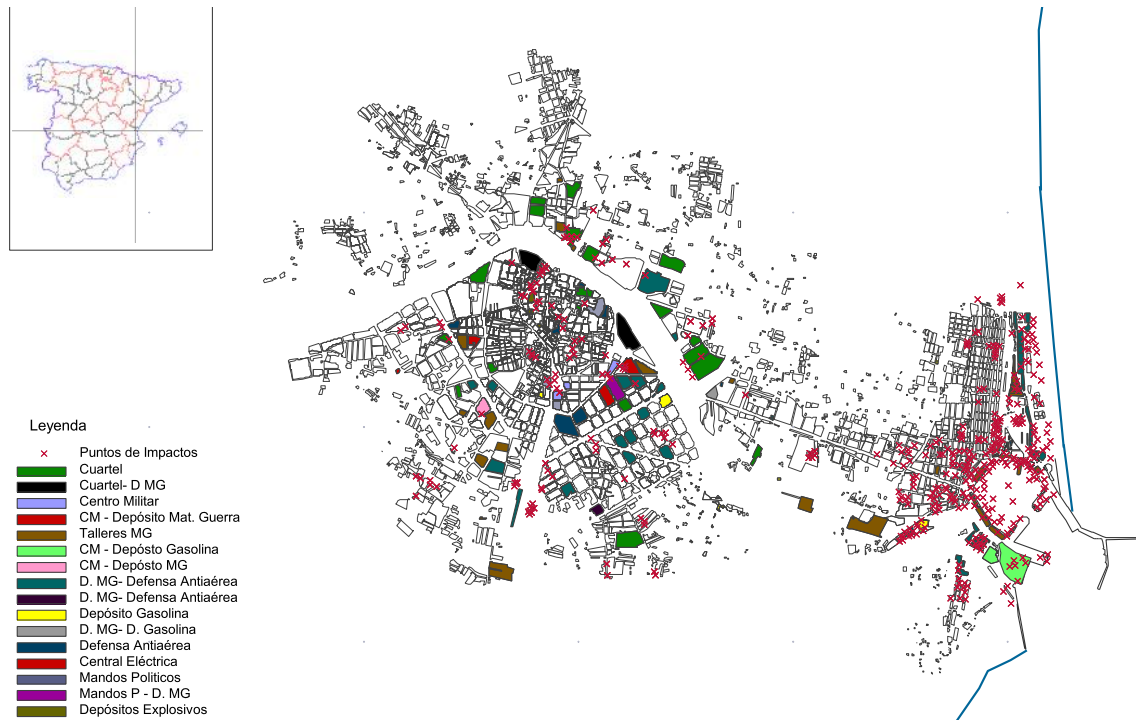 Leyenda
Puntos de Impactos
Cuartel
Cuartel- D MG
Centro Militar
CM - Depósito Mat. Guerra
Talleres MG
CM - Depósto Gasolina
CM - Depósto MG
D. MG- Defensa Antiaérea
D. MG- Defensa Antiaérea
Depósito Gasolina
D. MG- D. Gasolina
Defensa Antiaérea
Central Eléctrica
Mandos Politicos
Mandos P - D. MG
Depósitos Explosivos